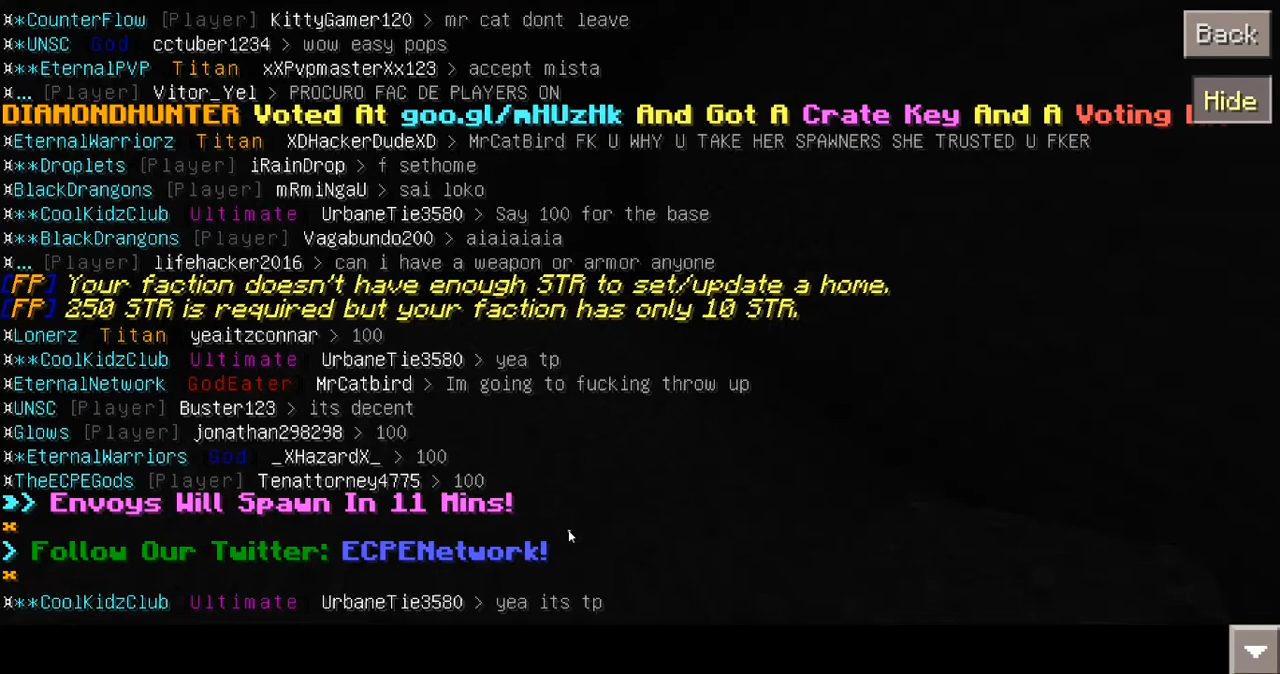 ¤*CounterFlow [Player] KittyGamer120 > mr cat dont leave
Back
¤*UNSC God cctuber1234 > wow easy pops
¤**EternalPVP Titan xXPvpmasterXx123 > accept mista
¤... [Player] Vitor_Yel > PROCURO FAC DE PLAYERS ON
Hide
DIAMONDHUNTER Voted At goo.gl/mHUzHk And Got A Crate Key And A Voting
¤EternalWarriorz Titan XDHackerDudeXD > MrCatBird FK U WHY U TAKE HER SPAWNERS SHE TRUSTED U FKER
¤**Droplets [Player] iRainDrop > f sethome
¤BlackDrangons [Player] mRmiNgaU > sai loko
¤**CoolKidzClub Ultimate UrbaneTie3580 > Say 100 for the base
¤**BlackDrangons [Player] Vagabundo200 > aiaiaiaia
¤... [Player] lifehacker2016 > can i have a weapon or armor anyone
[FP] Your faction doesn't have enough STR to set/update a home.
[FP] 250 STR is required but your faction has only 10 STR.
¤Lonerz Titan yeaitzconnar > 100
¤**CoolKidzClub Ultimate UrbaneTie3580 > yea tp
¤EternalNetwork GodEater MrCatbird > Im going to fucking throw up
¤UNSC [Player] Buster123 > its decent
¤Glows [Player] jonathan298298 > 100
¤*EternalWarriors God _XHazardX_ > 100
¤TheECPEGods [Player] Tenattorney4775 > 100
»> Envoys Will Spawn In 11 Mins!
¤
> Follow Our Twitter: ECPENetwork!
¤
¤**CoolKidzClub Ultimate UrbaneTie3580 > yea its tp